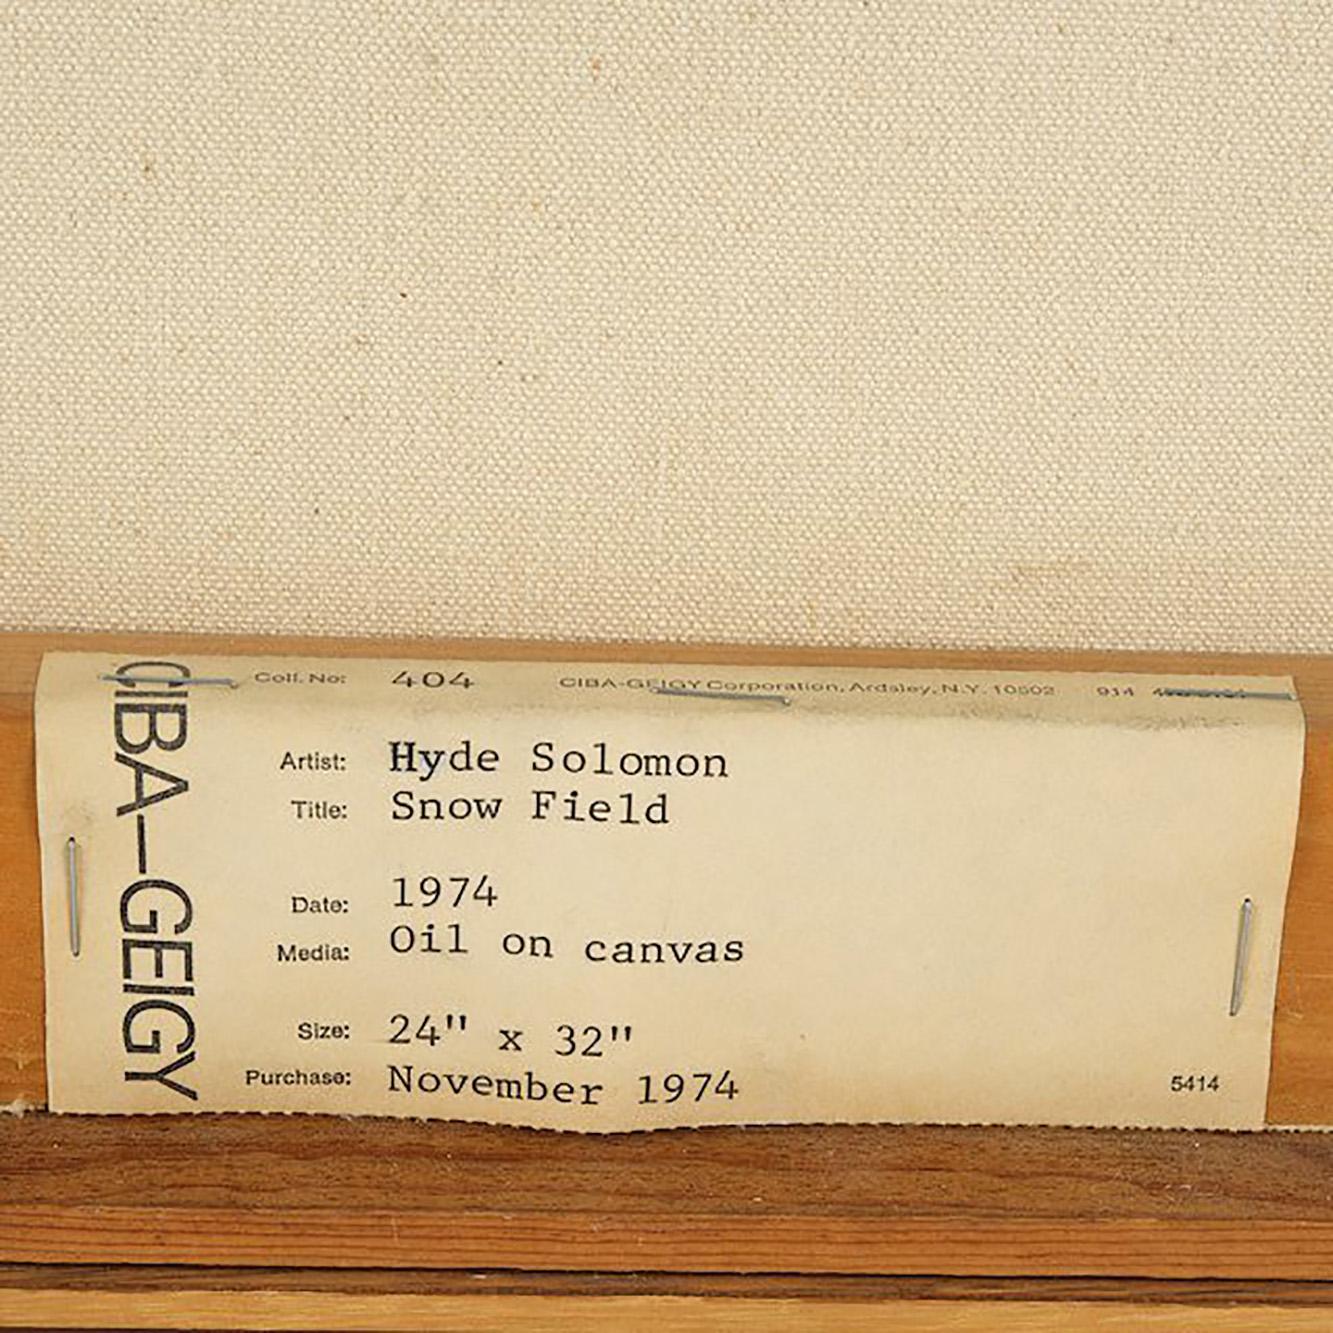 CIBA-GEIGY
Coll. No: 404 CIBA-GEIGY Corporation, Ardsley, N.Y. 10502 914
Artist: Hyde Solomon
Title: Snow Field
Date: 1974
Media: Oil on canvas
Size: 24" x 32"
Purchase: November 1974
5414